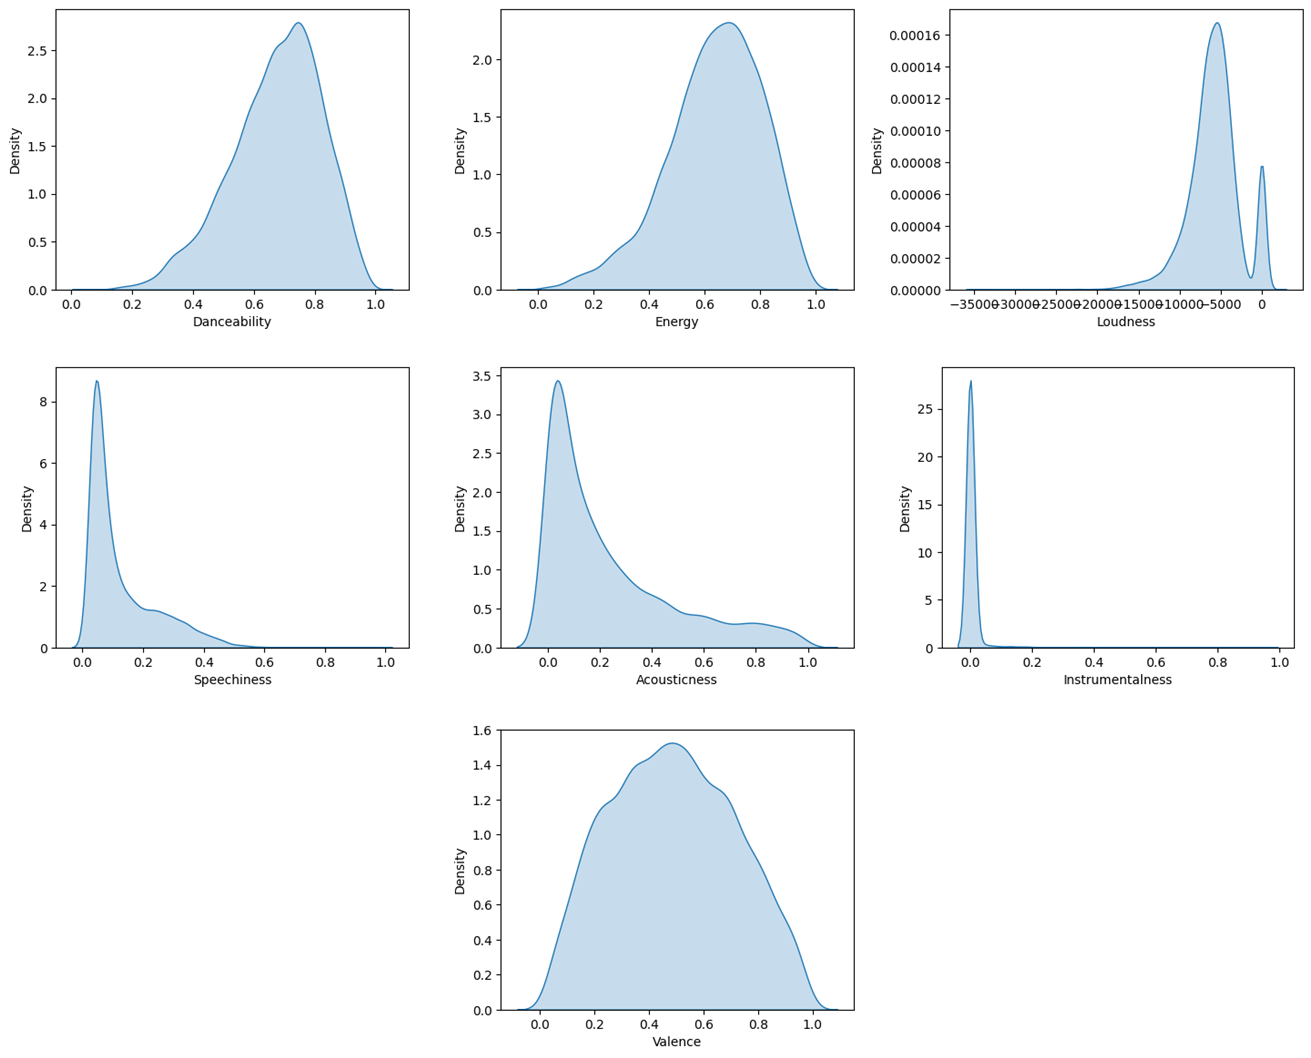 Density
2.5
2.0
1.5
1.0
0.5
0.0
0.0 0.2 0.4 0.6 0.8 1.0
Danceability
Density
2.0
1.5
1.0
0.5
0.0
0.0 0.2 0.4 0.6 0.8 1.0
Energy
Density
0.00016
0.00014
0.00012
0.00010
0.00008
0.00006
0.00004
0.00002
0.00000
−35000 −30000 −25000 −20000 −15000 −10000 −5000 0
Loudness
Density
8
6
4
2
0
0.0 0.2 0.4 0.6 0.8 1.0
Speechiness
Density
3.5
3.0
2.5
2.0
1.5
1.0
0.5
0.0
0.0 0.2 0.4 0.6 0.8 1.0
Acousticness
Density
25
20
15
10
5
0
0.0 0.2 0.4 0.6 0.8 1.0
Instrumentalness
Density
1.6
1.4
1.2
1.0
0.8
0.6
0.4
0.2
0.0
0.0 0.2 0.4 0.6 0.8 1.0
Valence